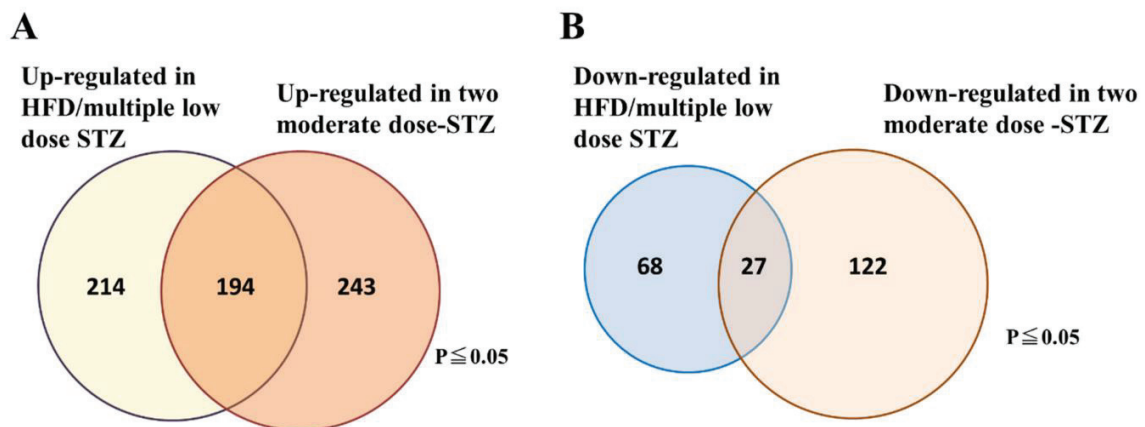 A
Up-regulated in
HFD/multiple low
dose STZ
Up-regulated in two
moderate dose-STZ
214
194
243
P≦0.05
B
Down-regulated in
HFD/multiple low
dose STZ
Down-regulated in two
moderate dose -STZ
68
27
122
P≦0.05